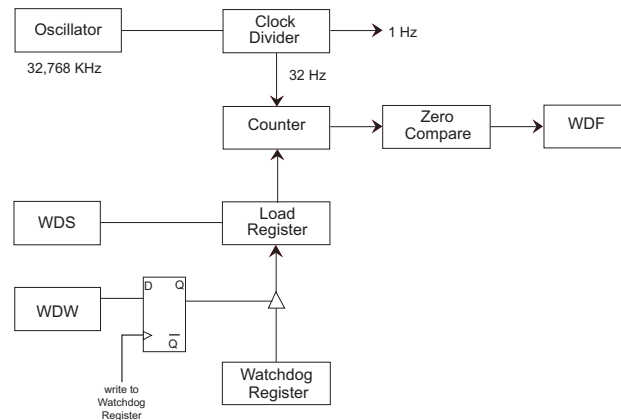 Oscillator
Clock
Divider
1 Hz
32,768 KHz
32 Hz
Counter
Zero
Compare
WDF
WDS
Load
Register
D
Q
WDW
Q
write to
Watchdog
Register
Watchdog
Register